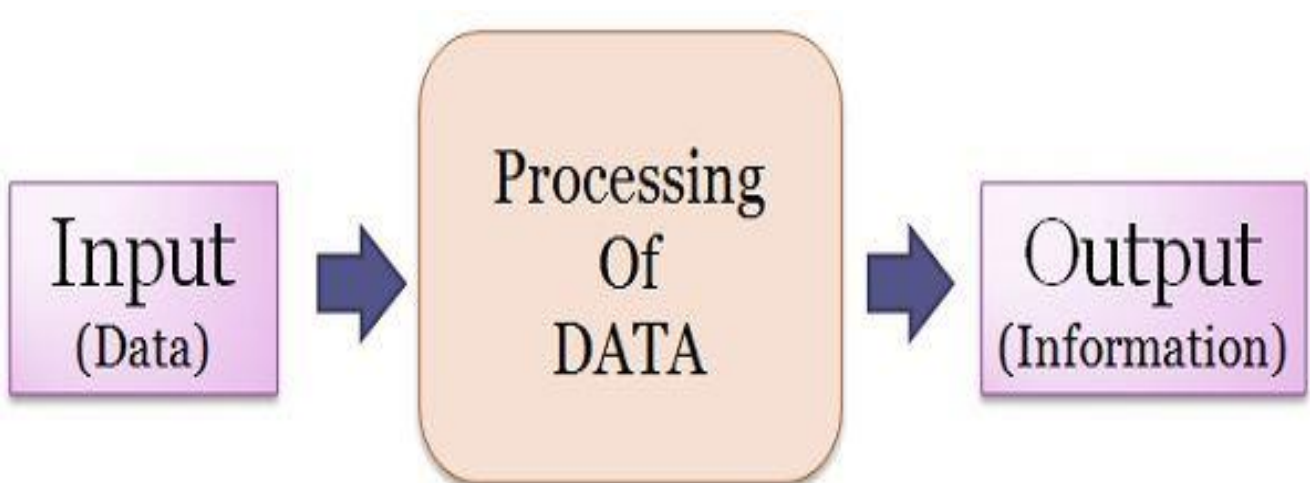 Input
(Data)
Processing
Of
DATA
Output
(Information)